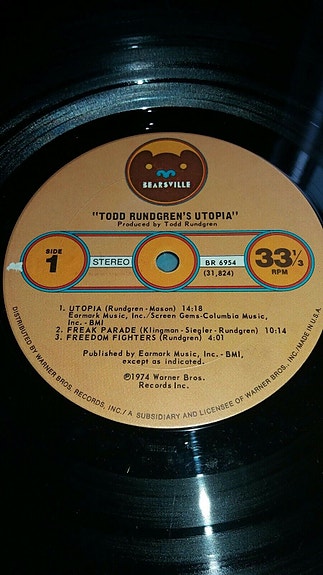 BEARSVILLE
"TODD RUNDGREN'S UTOPIA"
Produced by Todd Rundgren
SIDE
1
STEREO
BR 6954
(31,824)
33 1/3
RPM
1. UTOPIA (Rundgren-Mason) 14:18
Earmark Music, Inc./Screen Gems-Columbia Music,
Inc.-BMI
2. FREAK PARADE (Klingman-Siegler-Rundgren) 10:14
3. FREEDOM FIGHTERS (Rundgren) 4:01
Published by Earmark Music, Inc.-BMI,
except as indicated.
℗1974 Warner Bros.
Records Inc.
DISTRIBUTED BY WARNER BROS. RECORDS, INC./A SUBSIDIARY AND LICENSEE OF WARNER BROS. INC./MADE IN U.S.A.